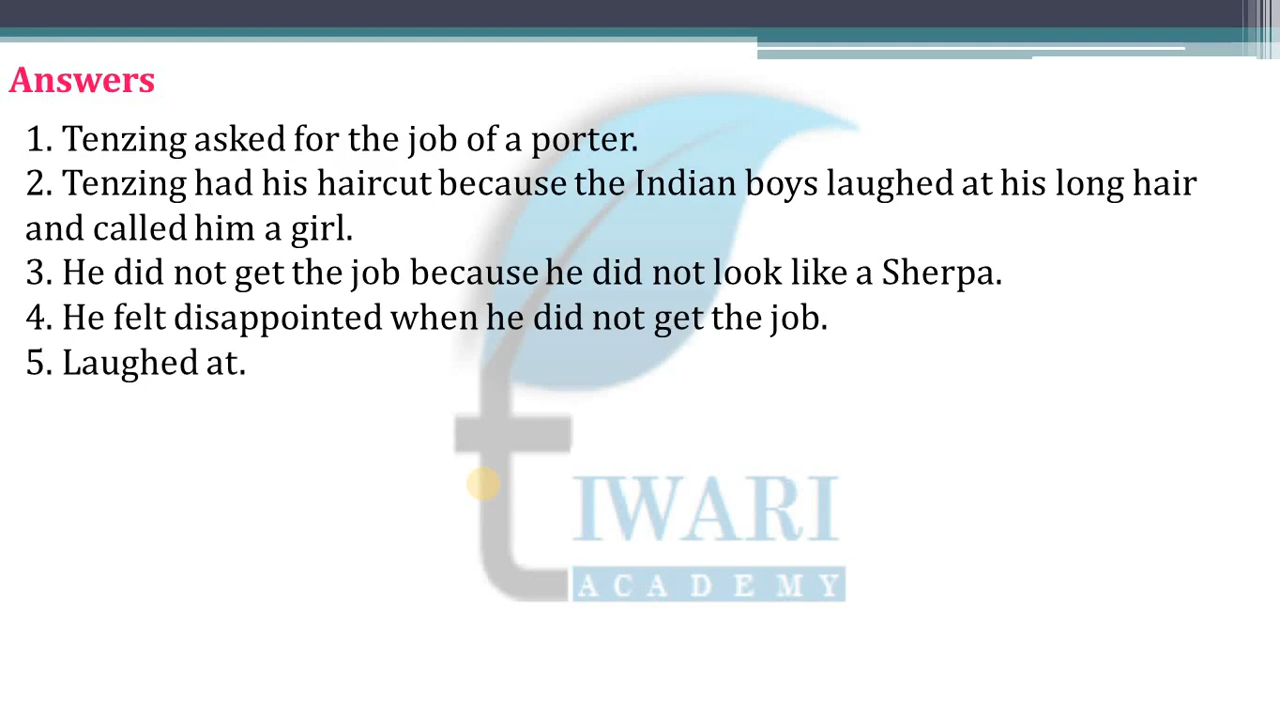 Answers
1. Tenzing asked for the job of a porter.
2. Tenzing had his haircut because the Indian boys laughed at his long hair
and called him a girl.
3. He did not get the job because he did not look like a Sherpa.
4. He felt disappointed when he did not get the job.
5. Laughed at.
tIWARI
ACADEMY